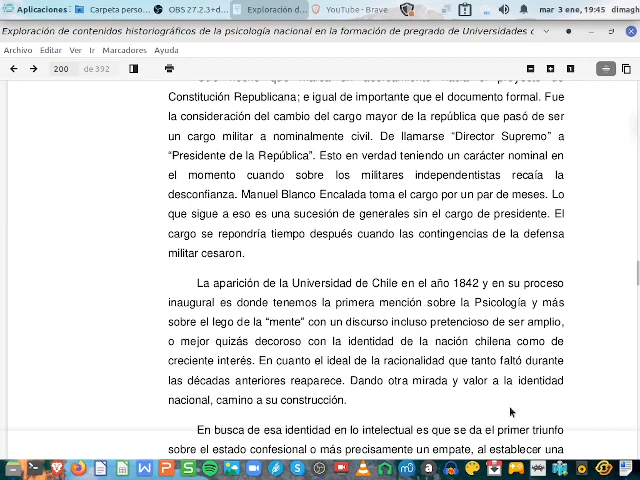 Aplicaciones
Carpeta perso...
OBS 27.2.3+d...
Exploración d...
YouTube - Brave
mar 3 ene, 19:45
Damián
Exploración de contenidos historiográficos de la psicología nacional en la formación de pregrado de Universidades c
Archivo Editar Ver Ir Marcadores Ayuda
200 de 392
Constitución Republicana; e igual de importante que el documento formal. Fue
la consideración del cambio del cargo mayor de la república que pasó de ser
un cargo militar a nominalmente civil. De llamarse “Director Supremo” a
“Presidente de la República”. Esto en verdad teniendo un carácter nominal en
el momento cuando sobre los militares independentistas recaía la
desconfianza. Manuel Blanco Encalada toma el cargo por un par de meses. Lo
que sigue a eso es una sucesión de generales sin el cargo de presidente. El
cargo se repondría tiempo después cuando las contingencias de la defensa
militar cesaron.
La aparición de la Universidad de Chile en el año 1842 y en su proceso
inaugural es donde tenemos la primera mención sobre la Psicología y más
sobre el lego de la “mente” con un discurso incluso pretencioso de ser amplio,
o mejor quizás decoroso con la identidad de la nación chilena como de
creciente interés. En cuanto el ideal de la racionalidad que tanto faltó durante
las décadas anteriores reaparece. Dando otra mirada y valor a la identidad
nacional, camino a su construcción.
En busca de esa identidad en lo intelectual es que se da el primer triunfo
sobre el estado confesional o más precisamente un empate, al establecer una